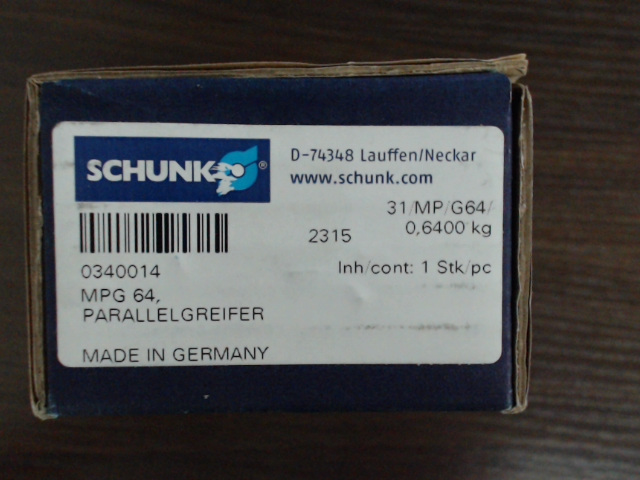 SCHUNK ®
D-74348 Lauffen/Neckar
www.schunk.com
31/MP/G64/
2315
0,6400 kg
0340014
Inh/cont: 1 Stk/pc
MPG 64,
PARALLELGREIFER
MADE IN GERMANY